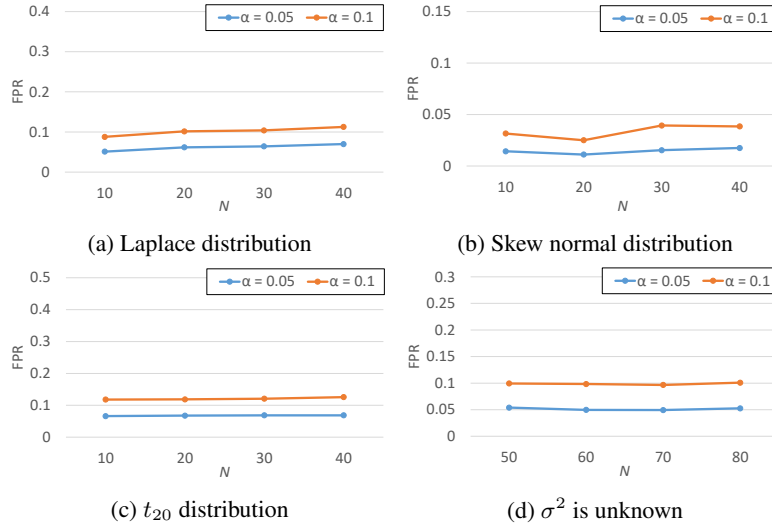 α = 0.05 α = 0.1
0.4
0.3
0.2
0.1
0
FPR
10 20 30 40
N
(a) Laplace distribution
α = 0.05 α = 0.1
0.15
0.1
0.05
0
FPR
10 20 30 40
N
(b) Skew normal distribution
α = 0.05 α = 0.1
0.5
0.4
0.3
0.2
0.1
0
FPR
10 20 30 40
N
(c) t₂₀ distribution
α = 0.05 α = 0.1
0.3
0.25
0.2
0.15
0.1
0.05
0
FPR
50 60 70 80
N
(d) σ² is unknown